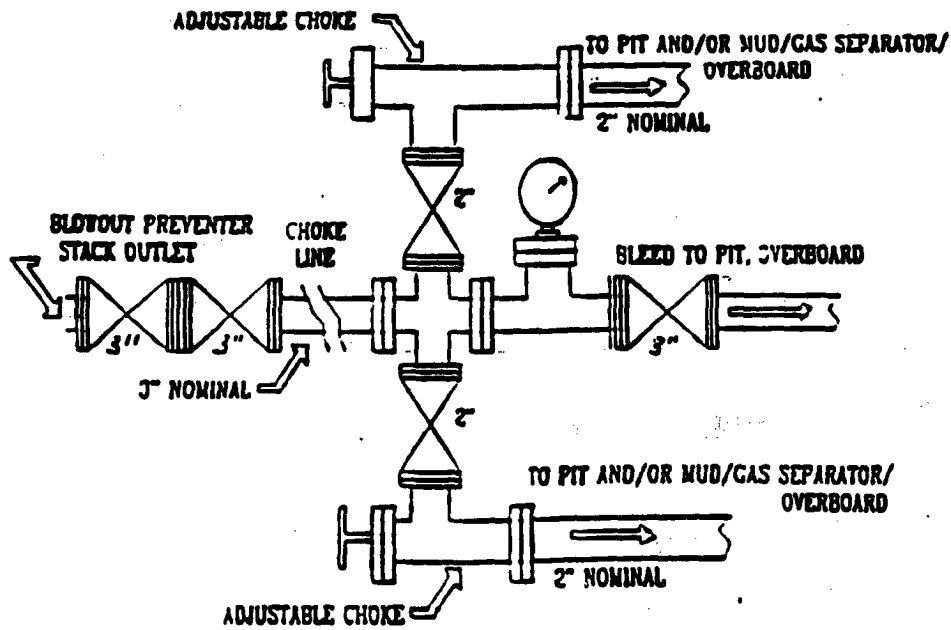 ADJUSTABLE CHOKE
TO PIT AND/OR MUD/GAS SEPARATOR/
OVERBOARD
2" NOMINAL
2"
BLOWOUT PREVENTER
STACK OUTLET
CHOKE
LINE
BLEED TO PIT, OVERBOARD
3"
3"
3"
3" NOMINAL
2"
TO PIT AND/OR MUD/GAS SEPARATOR/
OVERBOARD
2" NOMINAL
ADJUSTABLE CHOKE